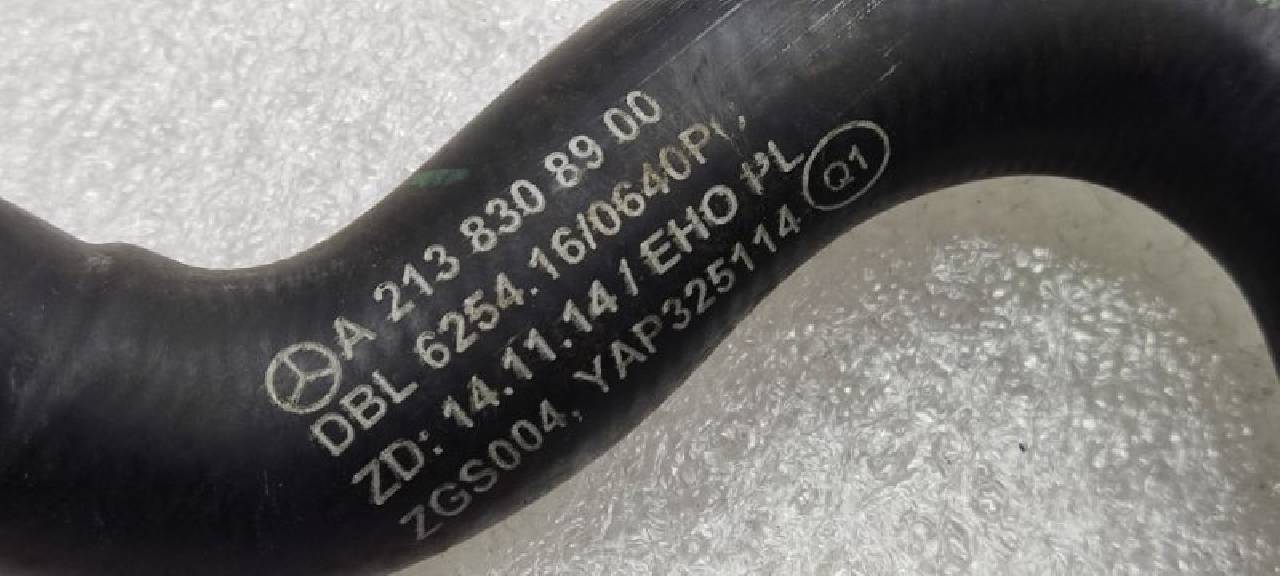 A 213 830 89 00
DBL 6254.16/0640P
ZD: 14.11.14 / EHO PL
Q1
ZGS004, YAP325114